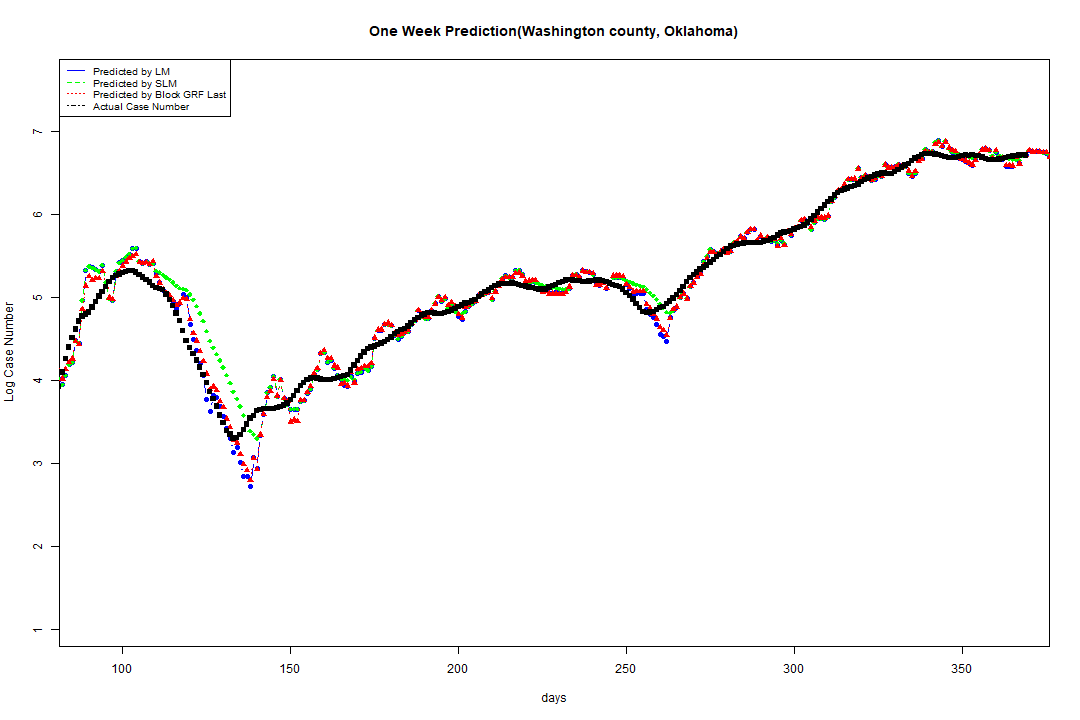 One Week Prediction(Washington county, Oklahoma)
Predicted by LM
Predicted by SLM
Predicted by Block GRF Last
Actual Case Number
7
6
5
4
3
2
1
Log Case Number
100 150 200 250 300 350
days